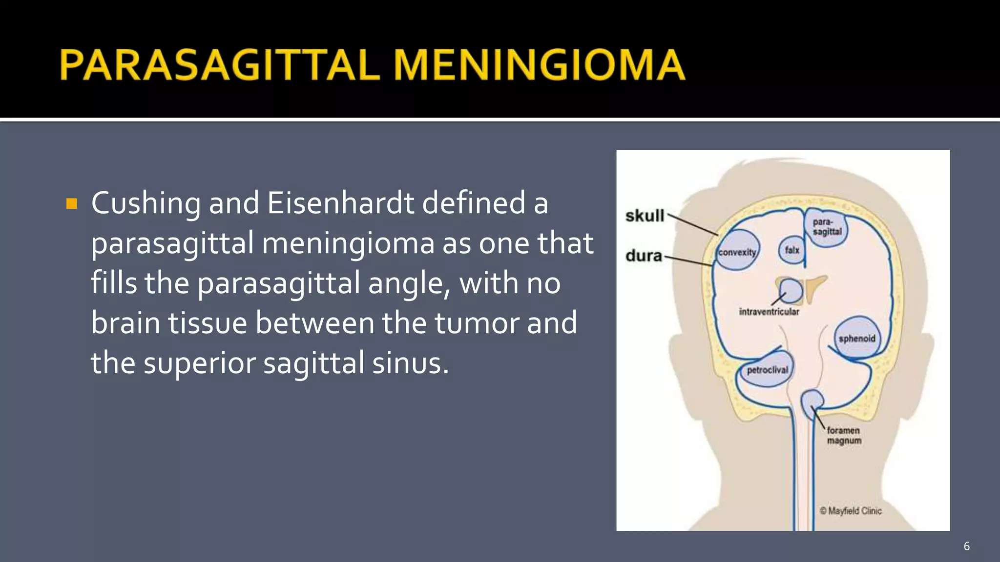 PARASAGITTAL MENINGIOMA
Cushing and Eisenhardt defined a
parasagittal meningioma as one that
fills the parasagittal angle, with no
brain tissue between the tumor and
the superior sagittal sinus.
skull
dura
para-
sagittal
convexity
falx
intraventricular
sphenoid
petroclival
foramen
magnum
© Mayfield Clinic
6